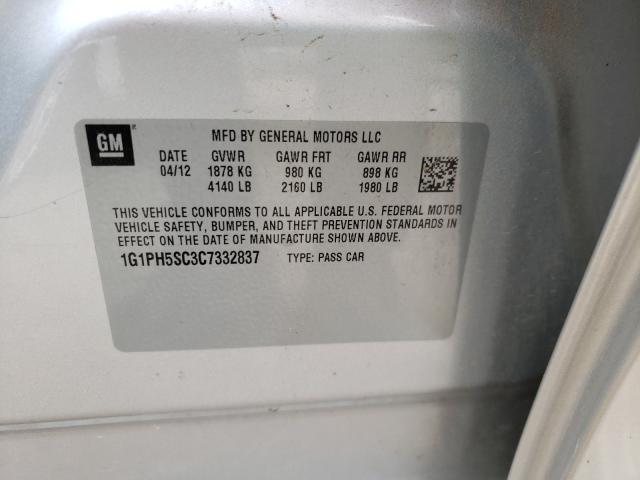 GM
MFD BY GENERAL MOTORS LLC
DATE GVWR GAWR FRT GAWR RR
04/12 1878 KG 980 KG 898 KG
4140 LB 2160 LB 1980 LB
THIS VEHICLE CONFORMS TO ALL APPLICABLE U.S. FEDERAL MOTOR
VEHICLE SAFETY, BUMPER, AND THEFT PREVENTION STANDARDS IN
EFFECT ON THE DATE OF MANUFACTURE SHOWN ABOVE.
1G1PH5SC3C7332837 TYPE: PASS CAR